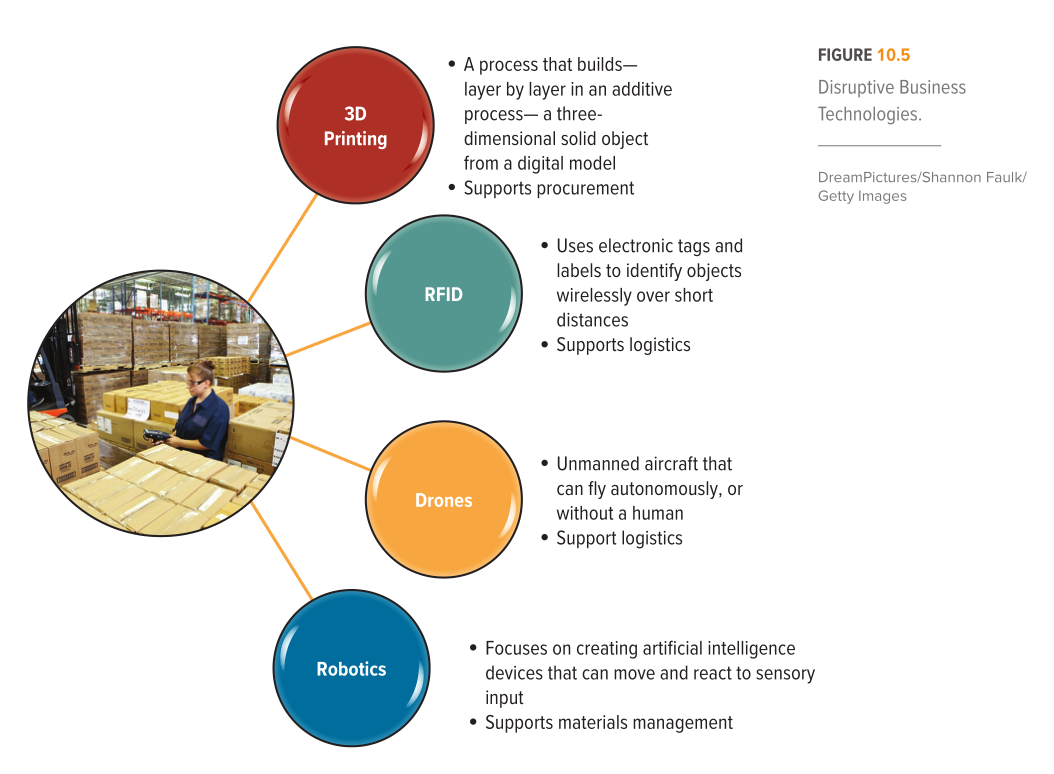 3D
Printing
• A process that builds—
layer by layer in an additive
process— a three-
dimensional solid object
from a digital model
• Supports procurement
FIGURE 10.5
Disruptive Business
Technologies.
DreamPictures/Shannon Faulk/
Getty Images
RFID
• Uses electronic tags and
labels to identify objects
wirelessly over short
distances
• Supports logistics
Drones
• Unmanned aircraft that
can fly autonomously, or
without a human
• Support logistics
Robotics
• Focuses on creating artificial intelligence
devices that can move and react to sensory
input
• Supports materials management